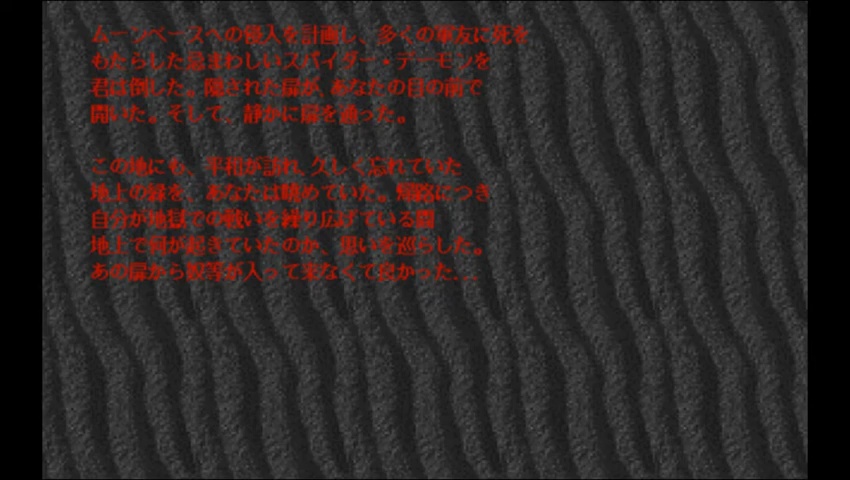 ムーンベースへの侵入を計画し、多くの軍友に死を
もたらした忌まわしいスパイダー・デーモンを
君は倒した。隠された扉が、あなたの目の前で
開いた。そして、静かに扉を通った。
この地にも、平和が訪れ、久しく忘れていた
地上の緑を、あなたは眺めていた。帰路につき
自分が地獄での戦いを繰り広げている間
地上で何が起きていたのか、思いを巡らした。
あの扉から奴等が入って来なくて良かった...